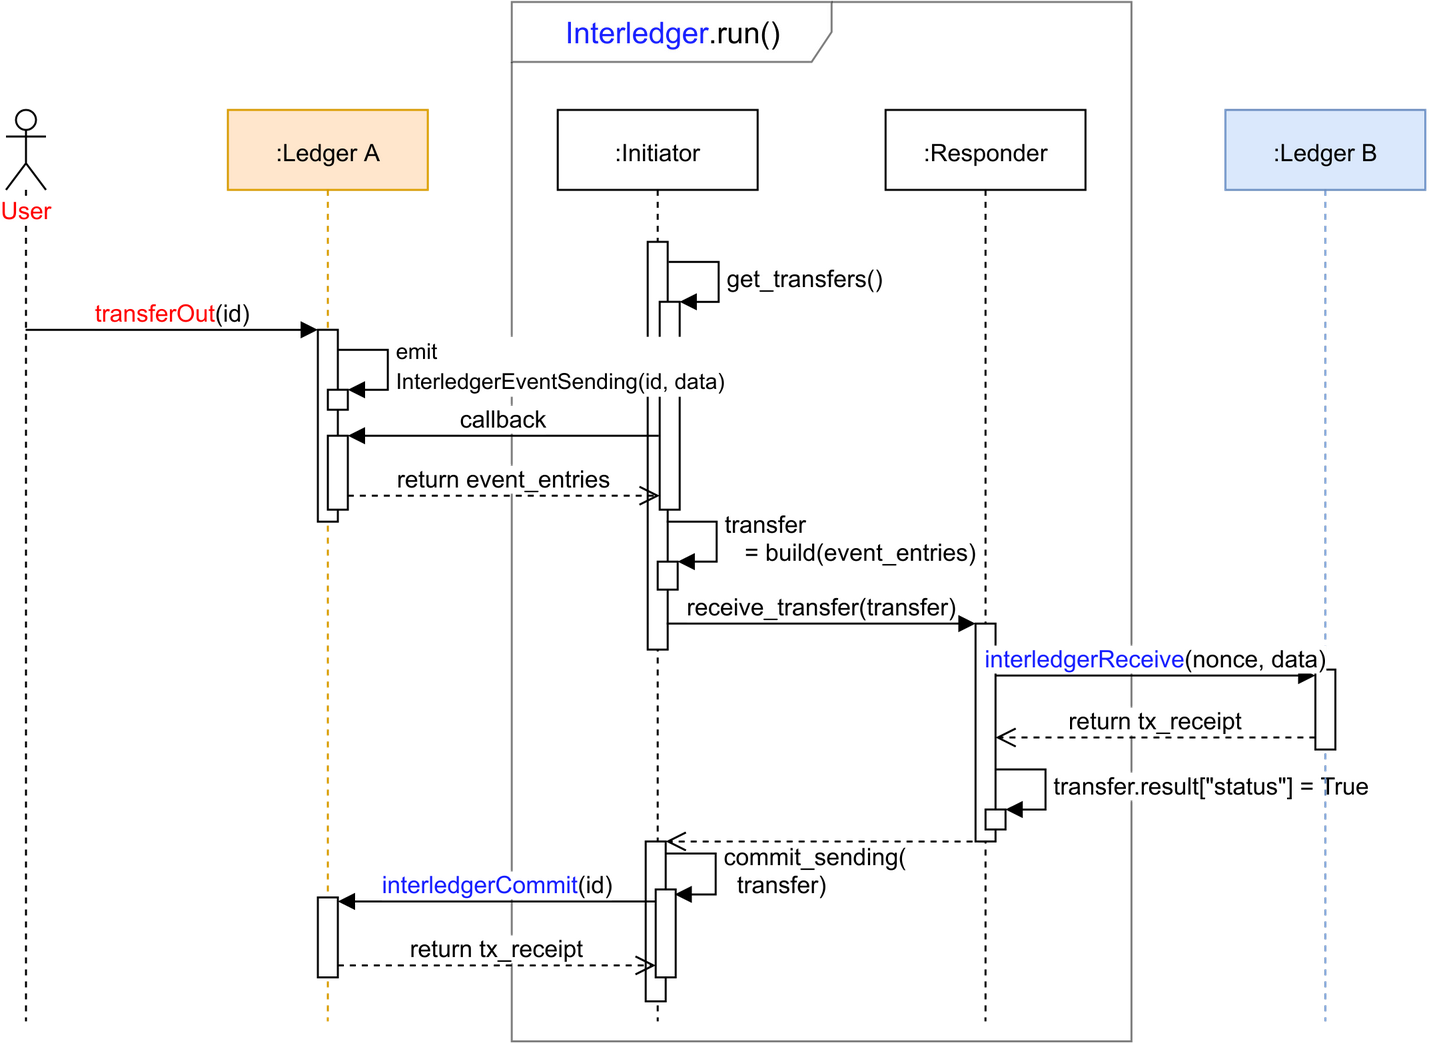 Interledger.run()
:Ledger A
:Initiator
:Responder
:Ledger B
User
get_transfers()
transferOut(id)
emit
InterledgerEventSending(id, data)
callback
return event_entries
transfer
= build(event_entries)
receive_transfer(transfer)
interledgerReceive(nonce, data)
return tx_receipt
transfer.result["status"] = True
commit_sending(
transfer)
interledgerCommit(id)
return tx_receipt